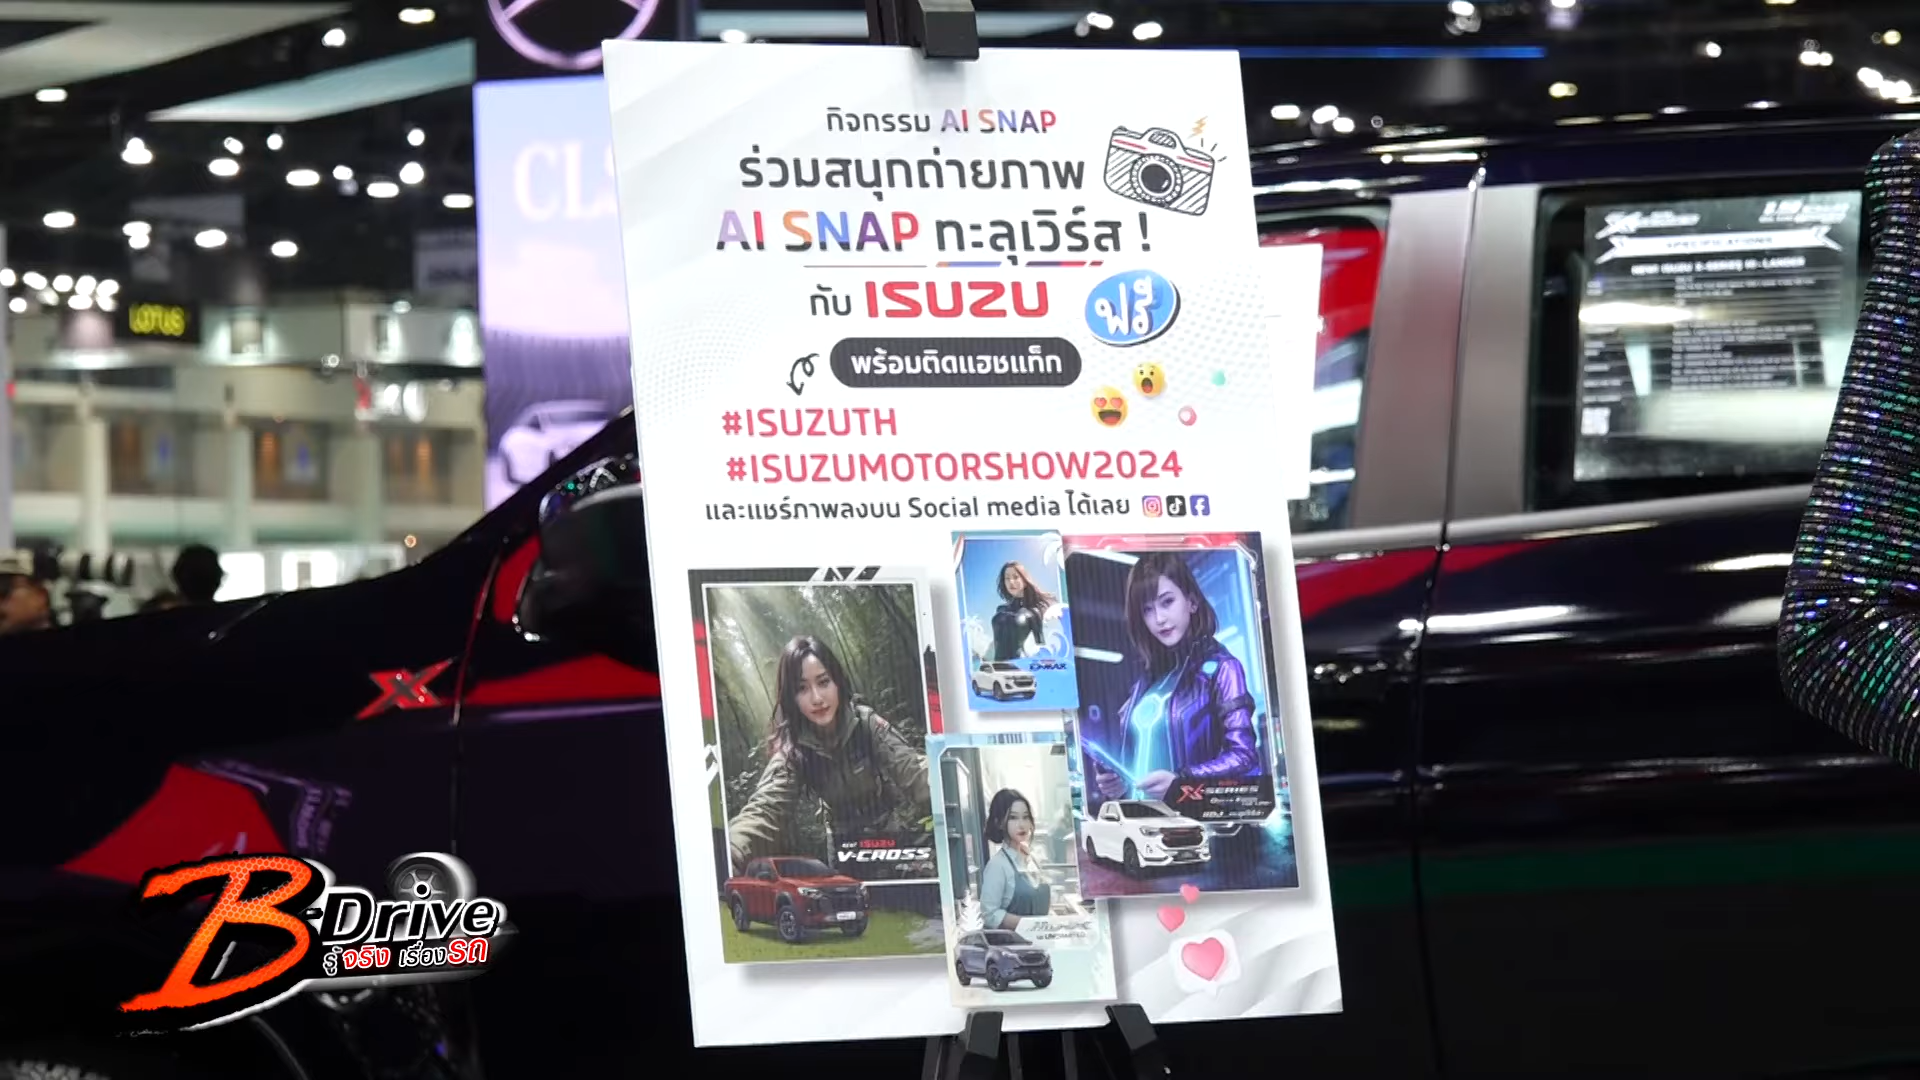 กิจกรรม AI SNAP
ร่วมสนุกถ่ายภาพ
AI SNAP ทะลุเวิร์ส !
กับ ISUZU ฟรี
พร้อมติดแฮชแท็ก
#ISUZUTH
#ISUZUMOTORSHOW2024
และแชร์ภาพลงบน Social media ได้เลย
ISUZU
V-CROSS
D-MAX
X-SERIES
LOTUS
SPECIFICATIONS
B-Drive
รู้จริง เรื่องรถ